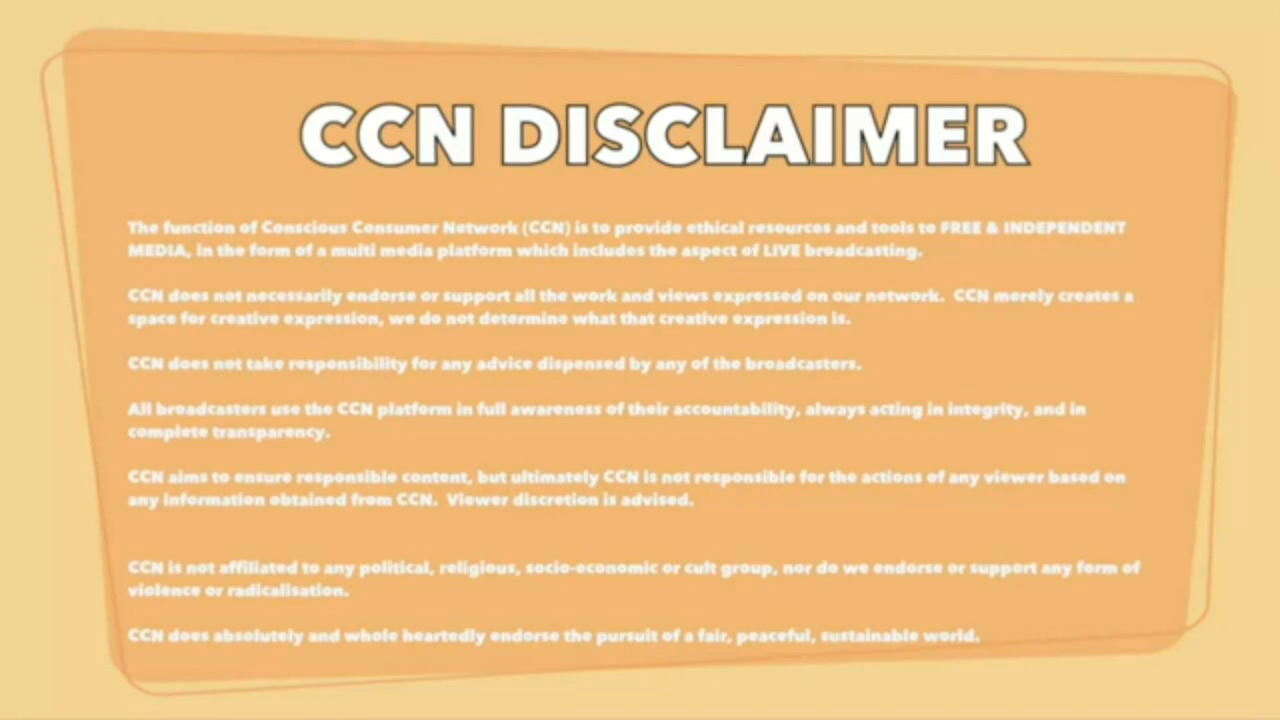 CCN DISCLAIMER
The function of Conscious Consumer Network (CCN) is to provide ethical resources and tools to FREE & INDEPENDENT
MEDIA, in the form of a multi media platform which includes the aspect of LIVE broadcasting.
CCN does not necessarily endorse or support all the work and views expressed on our network.  CCN merely creates a
space for creative expression, we do not determine what that creative expression is.
CCN does not take responsibility for any advice dispensed by any of the broadcasters.
All broadcasters use the CCN platform in full awareness of their accountability, always acting in integrity, and in
complete transparency.
CCN aims to ensure responsible content, but ultimately CCN is not responsible for the actions of any viewer based on
any information obtained from CCN.  Viewer discretion is advised.
CCN is not affiliated to any political, religious, socio-economic or cult group, nor do we endorse or support any form of
violence or radicalisation.
CCN does absolutely and whole heartedly endorse the pursuit of a fair, peaceful, sustainable world.